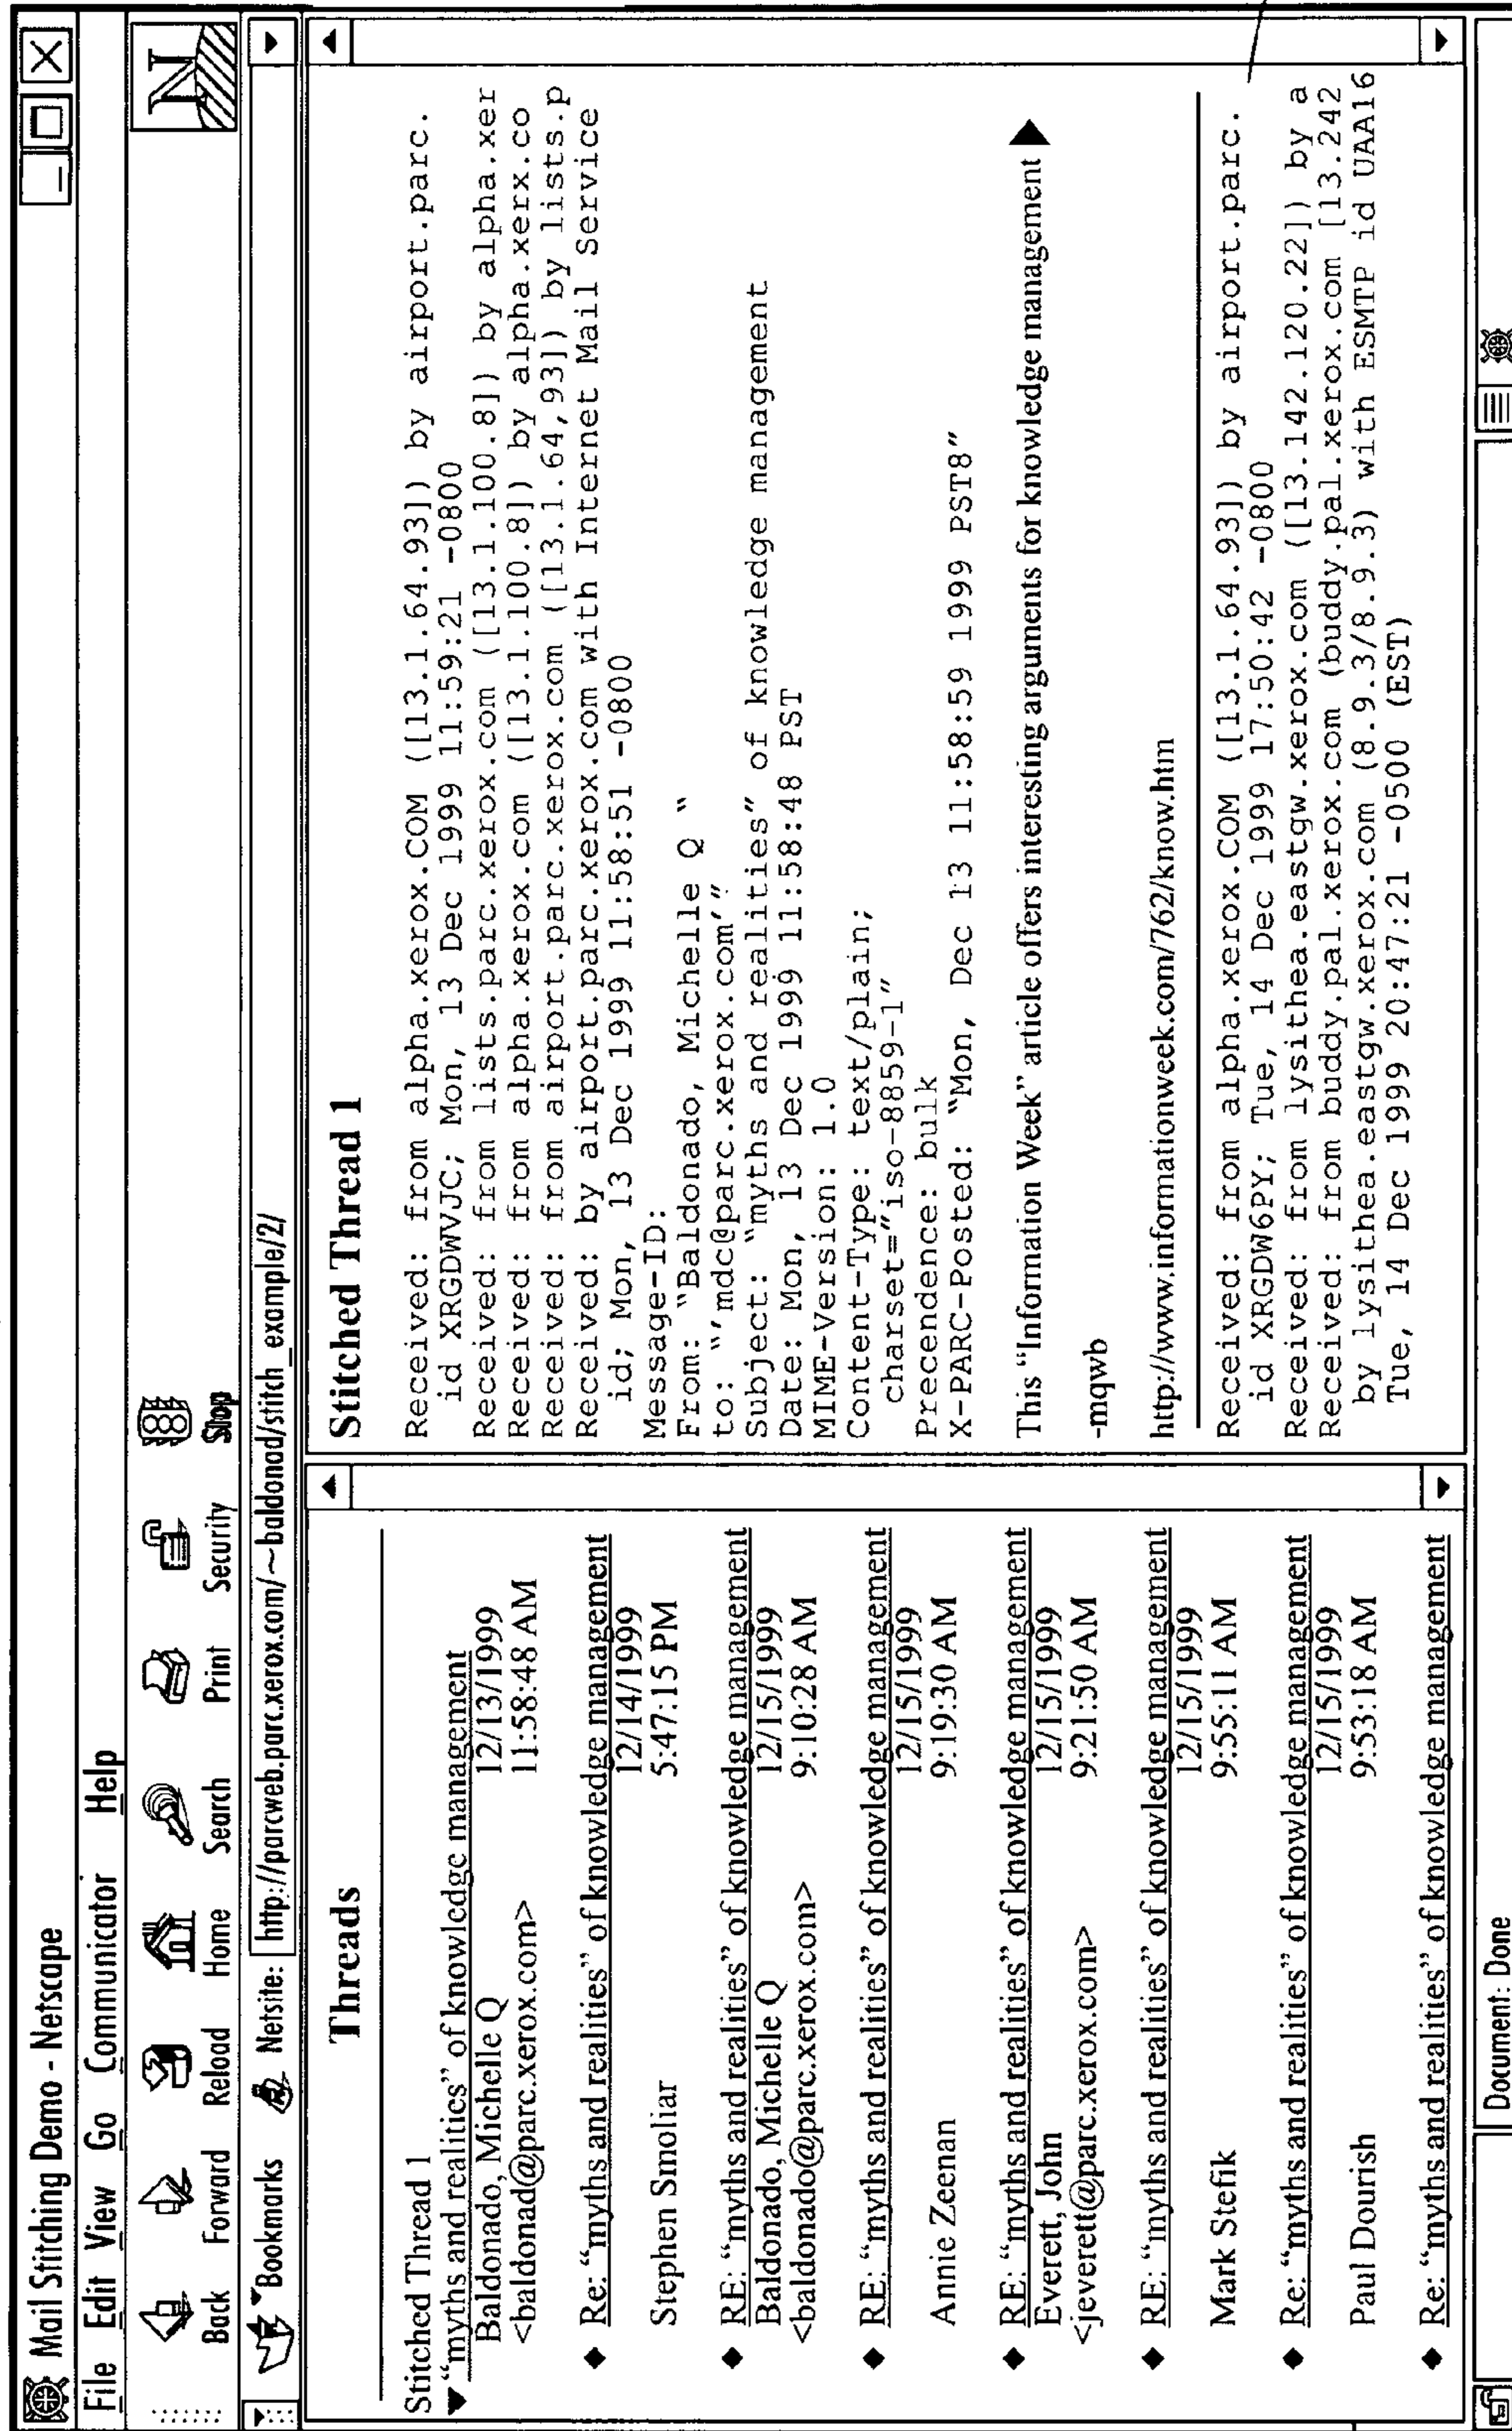 Mail Stitching Demo - Netscape
File Edit View Go Communicator Help
N
Back Forward Reload Home Search Print Security Stop
Bookmarks Netsite: http://parcweb.parc.xerox.com/~baldonad/stitch_example/2/
Threads
Stitched Thread 1
"myths and realities" of knowledge management
Baldonado, Michelle Q 12/13/1999
<baldonad@parc.xerox.com> 11:58:48 AM
Re: "myths and realities" of knowledge management
12/14/1999
Stephen Smoliar 5:47:15 PM
RE: "myths and realities" of knowledge management
Baldonado, Michelle Q 12/15/1999
<baldonado@parc.xerox.com> 9:10:28 AM
RE: "myths and realities" of knowledge management
12/15/1999
Annie Zeenan 9:19:30 AM
RE: "myths and realities" of knowledge management
Everett, John 12/15/1999
<jeverett@parc.xerox.com> 9:21:50 AM
RE: "myths and realities" of knowledge management
12/15/1999
Mark Stefik 9:55:11 AM
Re: "myths and realities" of knowledge management
12/15/1999
Paul Dourish 9:53:18 AM
Re: "myths and realities" of knowledge management
Stitched Thread 1
Received: from alpha.xerox.COM ([13.1.64.93]) by airport.parc.
id XRGDWVJC; Mon, 13 Dec 1999 11:59:21 -0800
Received: from lists.parc.xerox.com ([13.1.100.8]) by alpha.xer
Received: from alpha.xerox.com ([13.1.100.8]) by alpha.xerx.co
Received: from airport.parc.xerox.com ([13.1.64,93]) by lists.p
Received: by airport.parc.xerox.com with Internet Mail Service
id; Mon, 13 Dec 1999 11:58:51 -0800
Message-ID:
From: "Baldonado, Michelle Q "
to: "'mdc@parc.xerox.com'"
Subject: "myths and realities" of knowledge management
Date: Mon, 13 Dec 1999 11:58:48 PST
MIME-Version: 1.0
Content-Type: text/plain;
charset="iso-8859-1"
Precendence: bulk
X-PARC-Posted: "Mon, Dec 13 11:58:59 1999 PST8"
This "Information Week" article offers interesting arguments for knowledge management
-mqwb
http://www.informationweek.com/762/know.htm
Received: from alpha.xerox.COM ([13.1.64.93]) by airport.parc.
id XRGDW6PY; Tue, 14 Dec 1999 17:50:42 -0800
Received: from lysithea.eastgw.xerox.com ([13.142.120.22]) by a
Received: from buddy.pal.xerox.com (buddy.pal.xerox.com [13.242
by lysithea.eastgw.xerox.com (8.9.3/8.9.3) with ESMTP id UAA16
Tue, 14 Dec 1999 20:47:21 -0500 (EST)
Document: Done